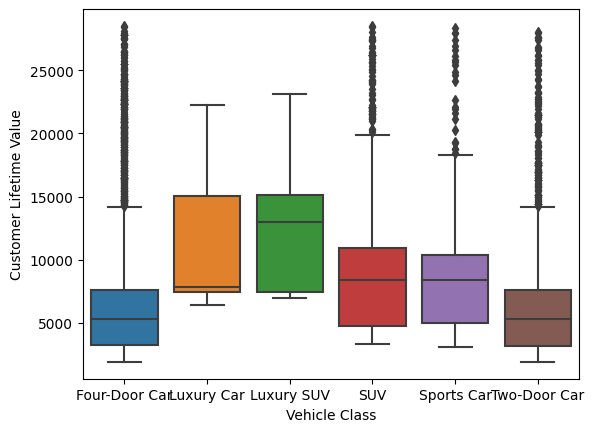 Customer Lifetime Value
25000
20000
15000
10000
5000
Four-Door Car Luxury Car Luxury SUV SUV Sports Car Two-Door Car
Vehicle Class